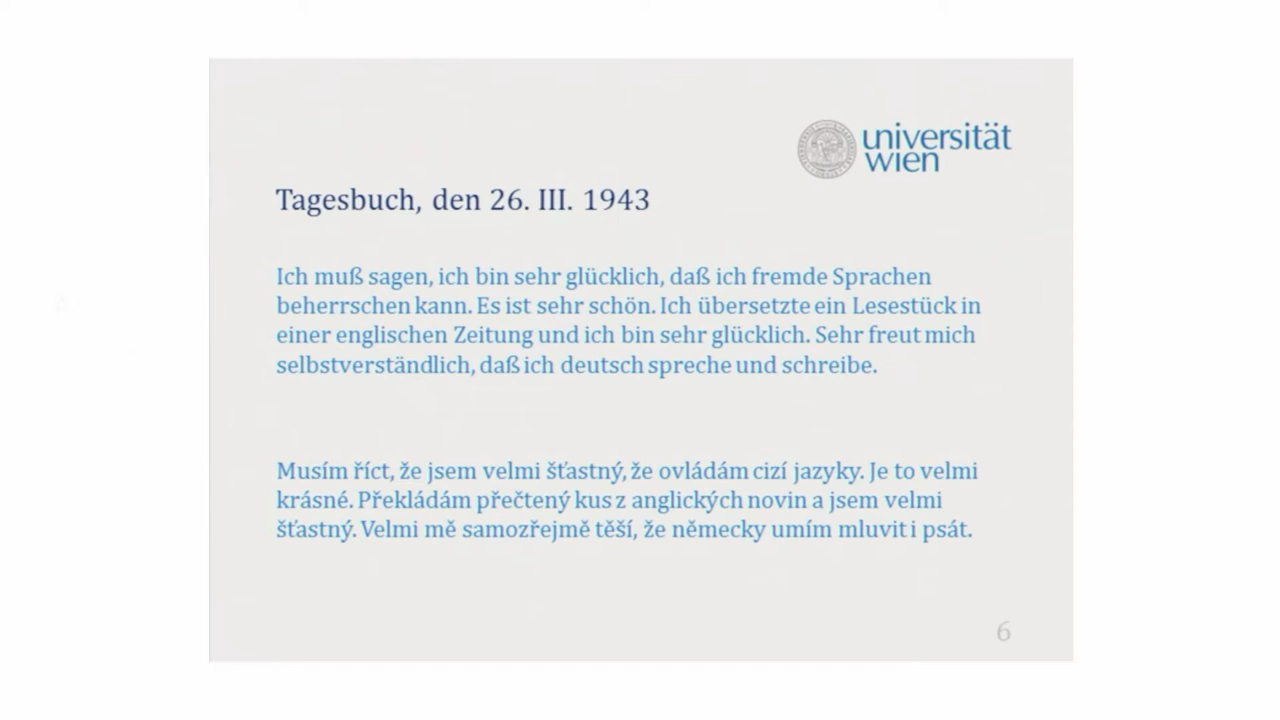 universität
wien
Tagesbuch, den 26. III. 1943
Ich muß sagen, ich bin sehr glücklich, daß ich fremde Sprachen
beherrschen kann. Es ist sehr schön. Ich übersetzte ein Lesestück in
einer englischen Zeitung und ich bin sehr glücklich. Sehr freut mich
selbstverständlich, daß ich deutsch spreche und schreibe.
Musím říct, že jsem velmi šťastný, že ovládám cizí jazyky. Je to velmi
krásné. Překládám přečtený kus z anglických novin a jsem velmi
šťastný. Velmi mě samozřejmě těší, že německy umím mluvit i psát.
6